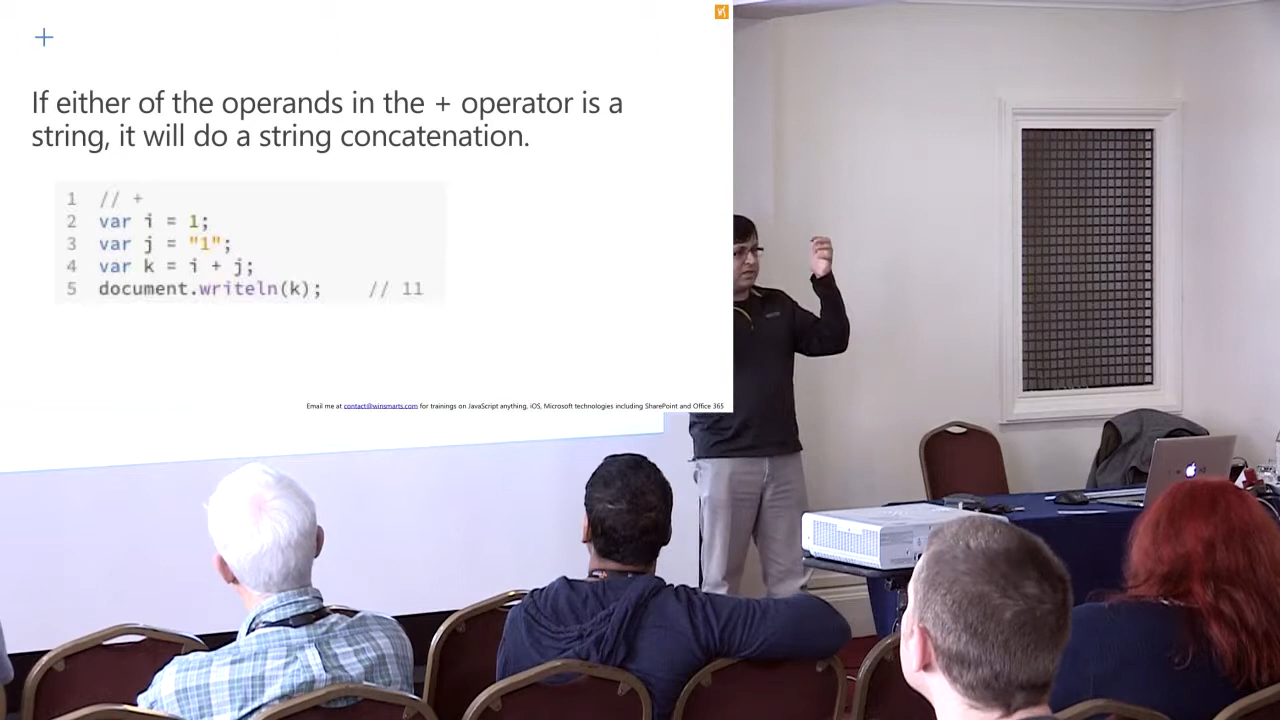 +
If either of the operands in the + operator is a
string, it will do a string concatenation.
1 // +
2 var i = 1;
3 var j = "1";
4 var k = i + j;
5 document.writeln(k); // 11
Email me at contact@winsmarts.com for trainings on JavaScript anything, iOS, Microsoft technologies including SharePoint and Office 365